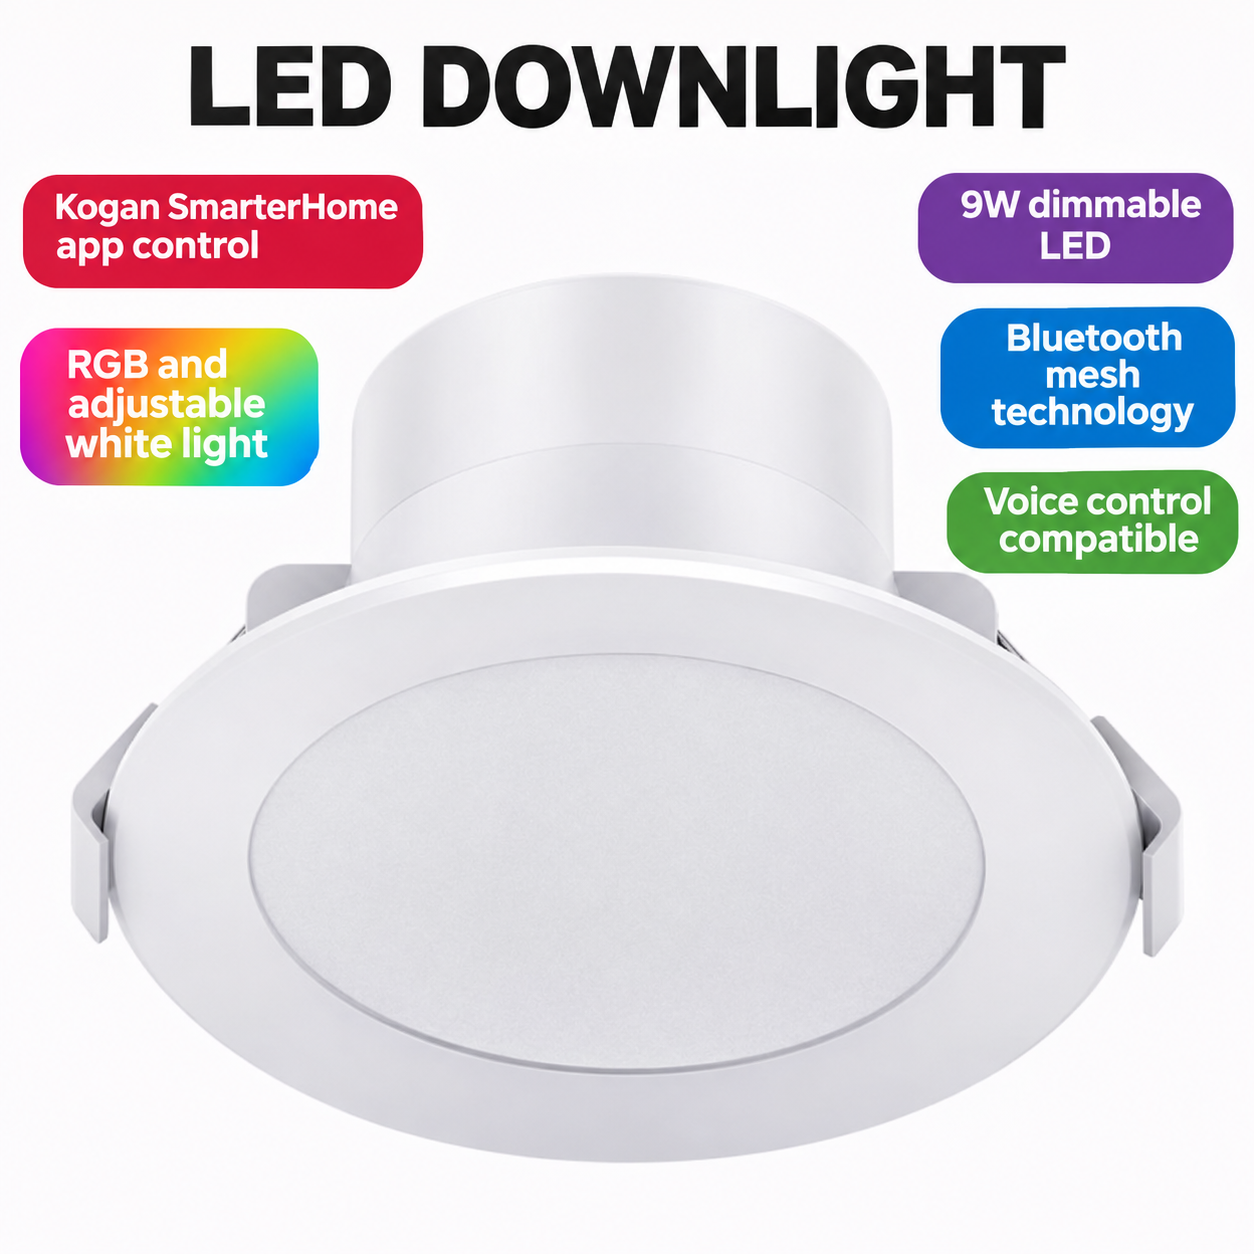 LED DOWNLIGHT
Kogan SmarterHome
app control
RGB and
adjustable
white light
9W dimmable
LED
Bluetooth
mesh
technology
Voice control
compatible